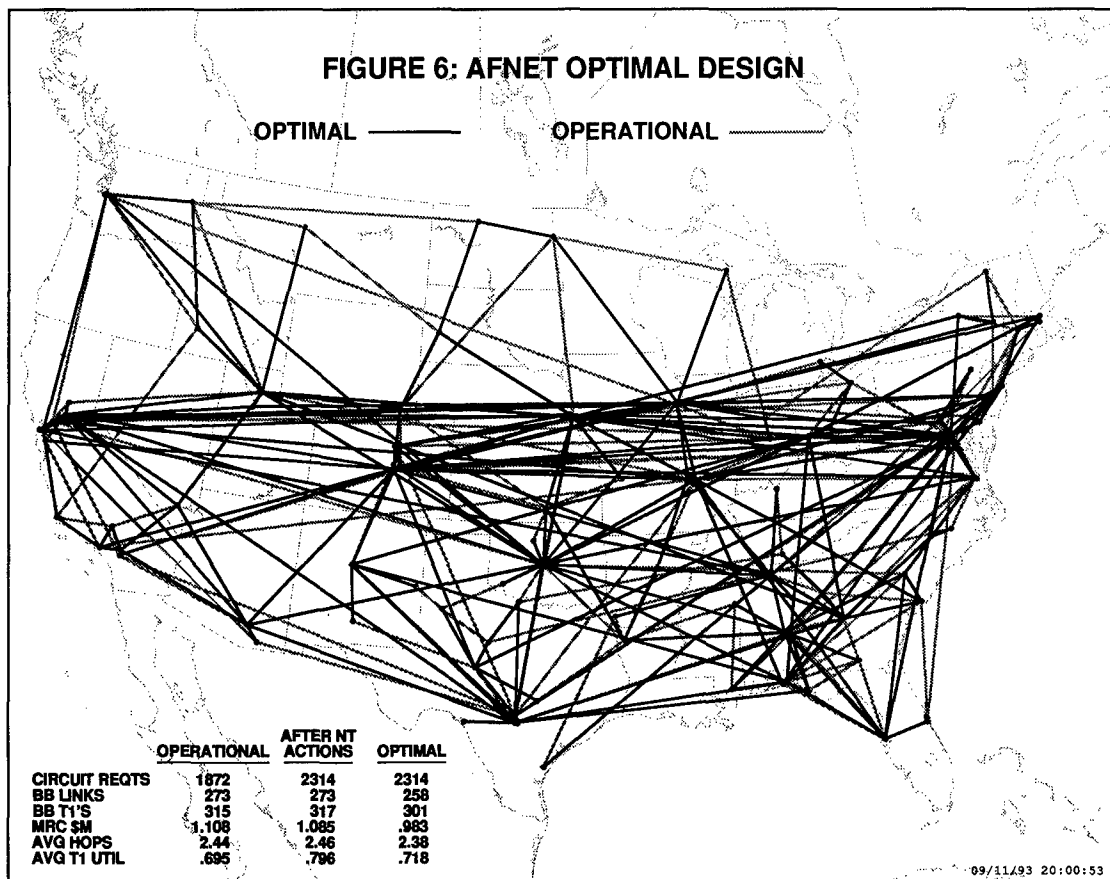 FIGURE 6: AFNET OPTIMAL DESIGN
OPTIMAL OPERATIONAL
AFTER NT
OPERATIONAL ACTIONS OPTIMAL
CIRCUIT REQTS 1872 2314 2314
BB LINKS 273 273 258
BB T1'S 315 317 301
MRC $M 1.108 1.085 .983
AVG HOPS 2.44 2.46 2.38
AVG T1 UTIL .695 .796 .718
09/11/93 20:00:53